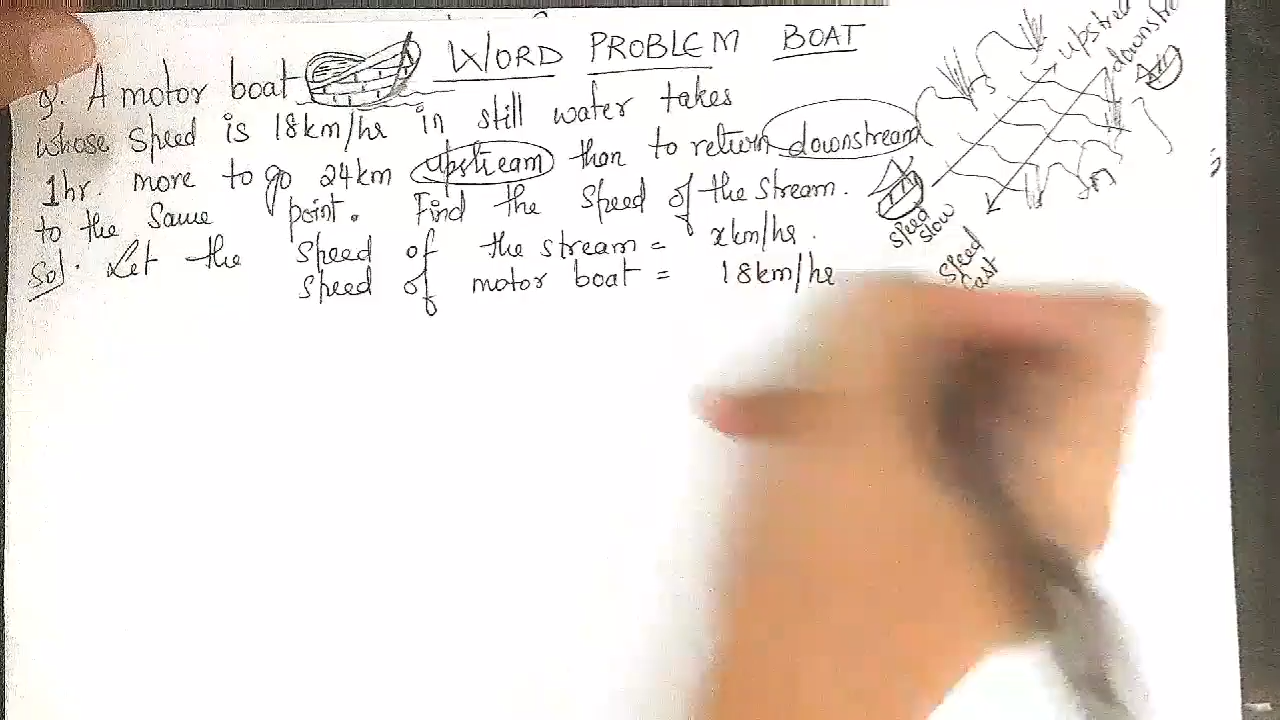 WORD PROBLEM BOAT
Q. A motor boat
whose speed is 18km/hr in still water takes
1hr. more to go 24km upstream than to return downstream
to the same point. Find the speed of the stream.
Sol. Let the speed of the stream = xkm/hr.
speed of motor boat = 18km/hr
upstre
downstre
speed
slow
speed
fast